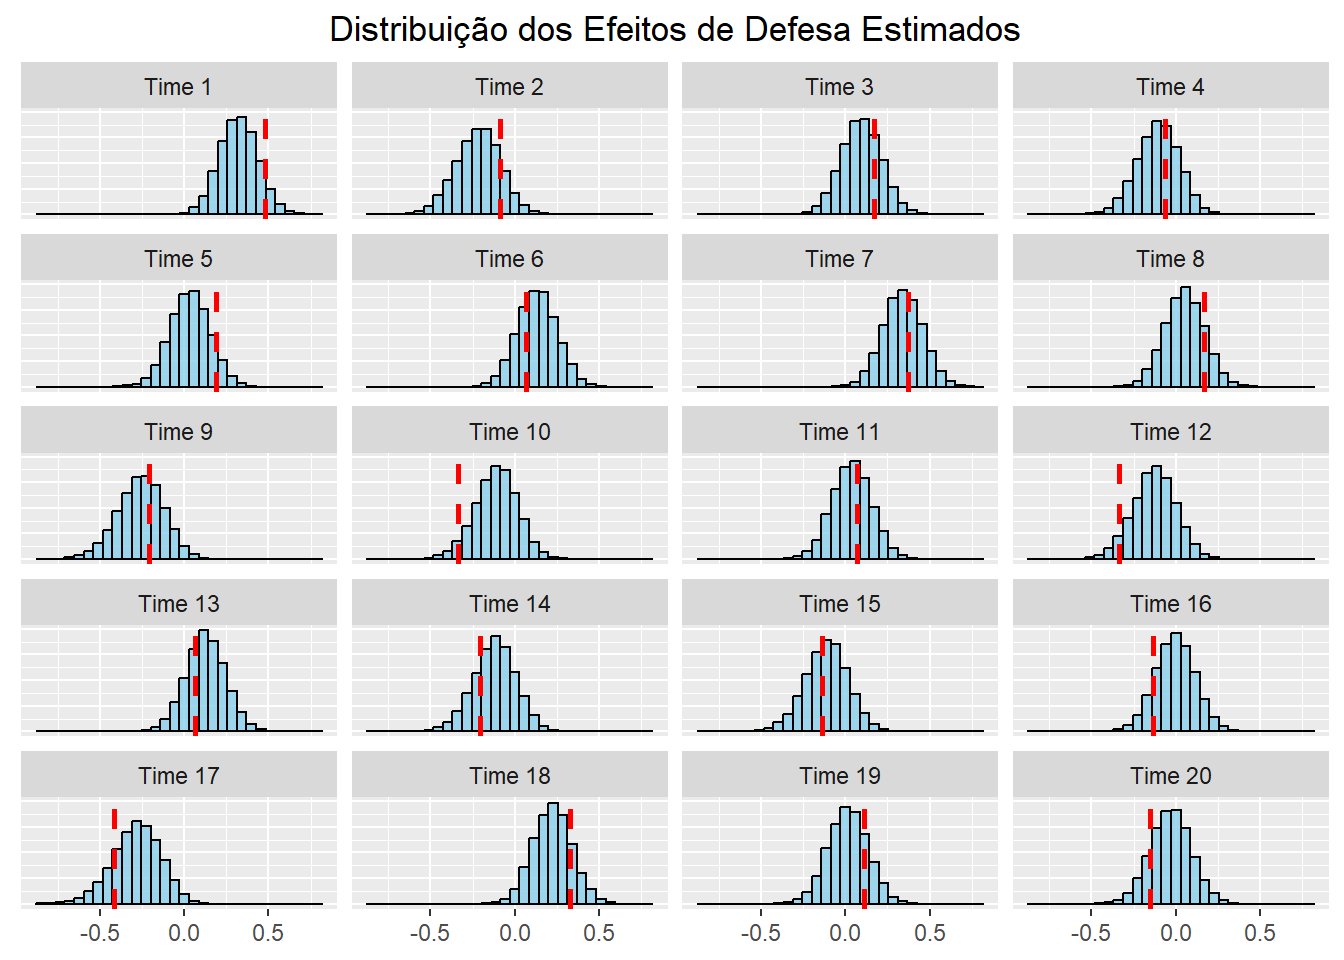 Distribuição dos Efeitos de Defesa Estimados
Time 1 Time 2 Time 3 Time 4
Time 5 Time 6 Time 7 Time 8
Time 9 Time 10 Time 11 Time 12
Time 13 Time 14 Time 15 Time 16
Time 17 Time 18 Time 19 Time 20
-0.5 0.0 0.5 -0.5 0.0 0.5 -0.5 0.0 0.5 -0.5 0.0 0.5